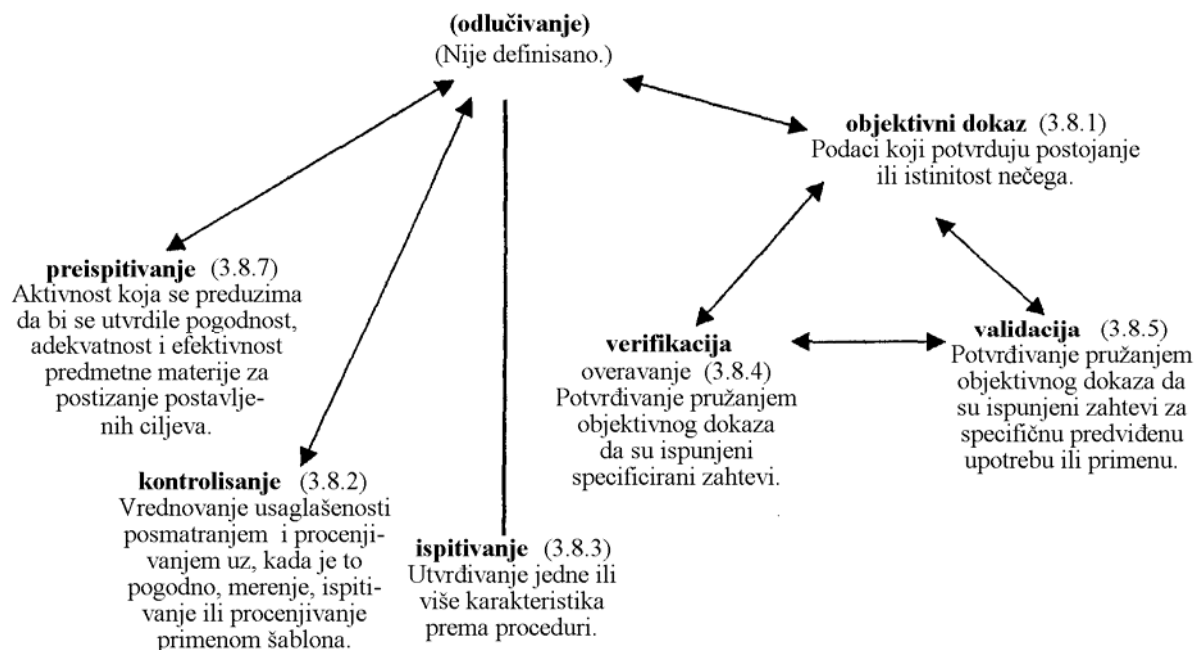 (odlučivanje)
(Nije definisano.)
objektivni dokaz (3.8.1)
Podaci koji potvrduju postojanje
ili istinitost nečega.
preispitivanje (3.8.7)
Aktivnost koja se preduzima
da bi se utvrdile pogodnost,
adekvatnost i efektivnost
predmetne materije za
postizanje postavlje-
nih ciljeva.
verifikacija
overavanje (3.8.4)
Potvrđivanje pružanjem
objektivnog dokaza
da su ispunjeni
specificirani zahtevi.
validacija (3.8.5)
Potvrđivanje pružanjem
objektivnog dokaza da
su ispunjeni zahtevi za
specifičnu predviđenu
upotrebu ili primenu.
kontrolisanje (3.8.2)
Vrednovanje usaglašenosti
posmatranjem i procenji-
vanjem uz, kada je to
pogodno, merenje, ispiti-
vanje ili procenjivanje
primenom šablona.
ispitivanje (3.8.3)
Utvrđivanje jedne ili
više karakteristika
prema proceduri.